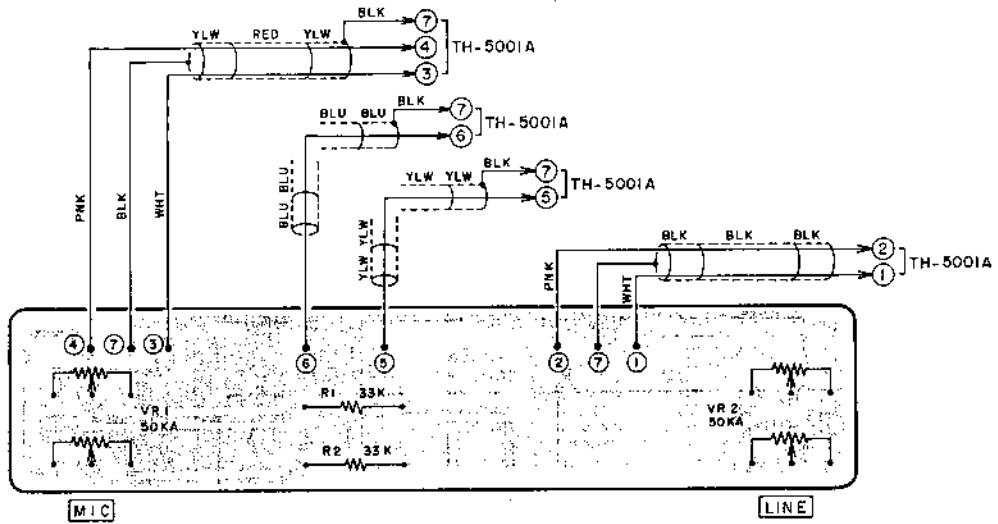 BLK ⑦
YLW RED YLW ④ TH-5001A
③
BLU BLU BLK ⑦ TH-5001A
⑥
BLK ⑦
YLW YLW ⑤ TH-5001A
PNK BLK WHT
BLU BLU
YLW YLW
BLK BLK BLK ② TH-5001A
①
PNK WHT
④ ⑦ ③ ⑥ ⑤ ② ⑦ ①
VR1
50KA
R1 33K
R2 33K
VR2
50KA
MIC
LINE